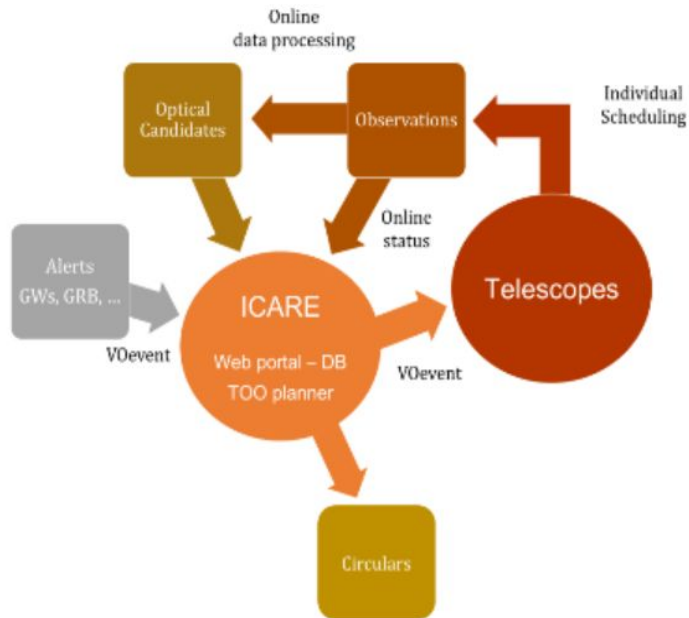 Online
data processing
Optical
Candidates
Observations
Individual
Scheduling
Online
status
Alerts
GWs, GRB, ...
VOevent
ICARE
Web portal – DB
TOO planner
VOevent
Telescopes
Circulars